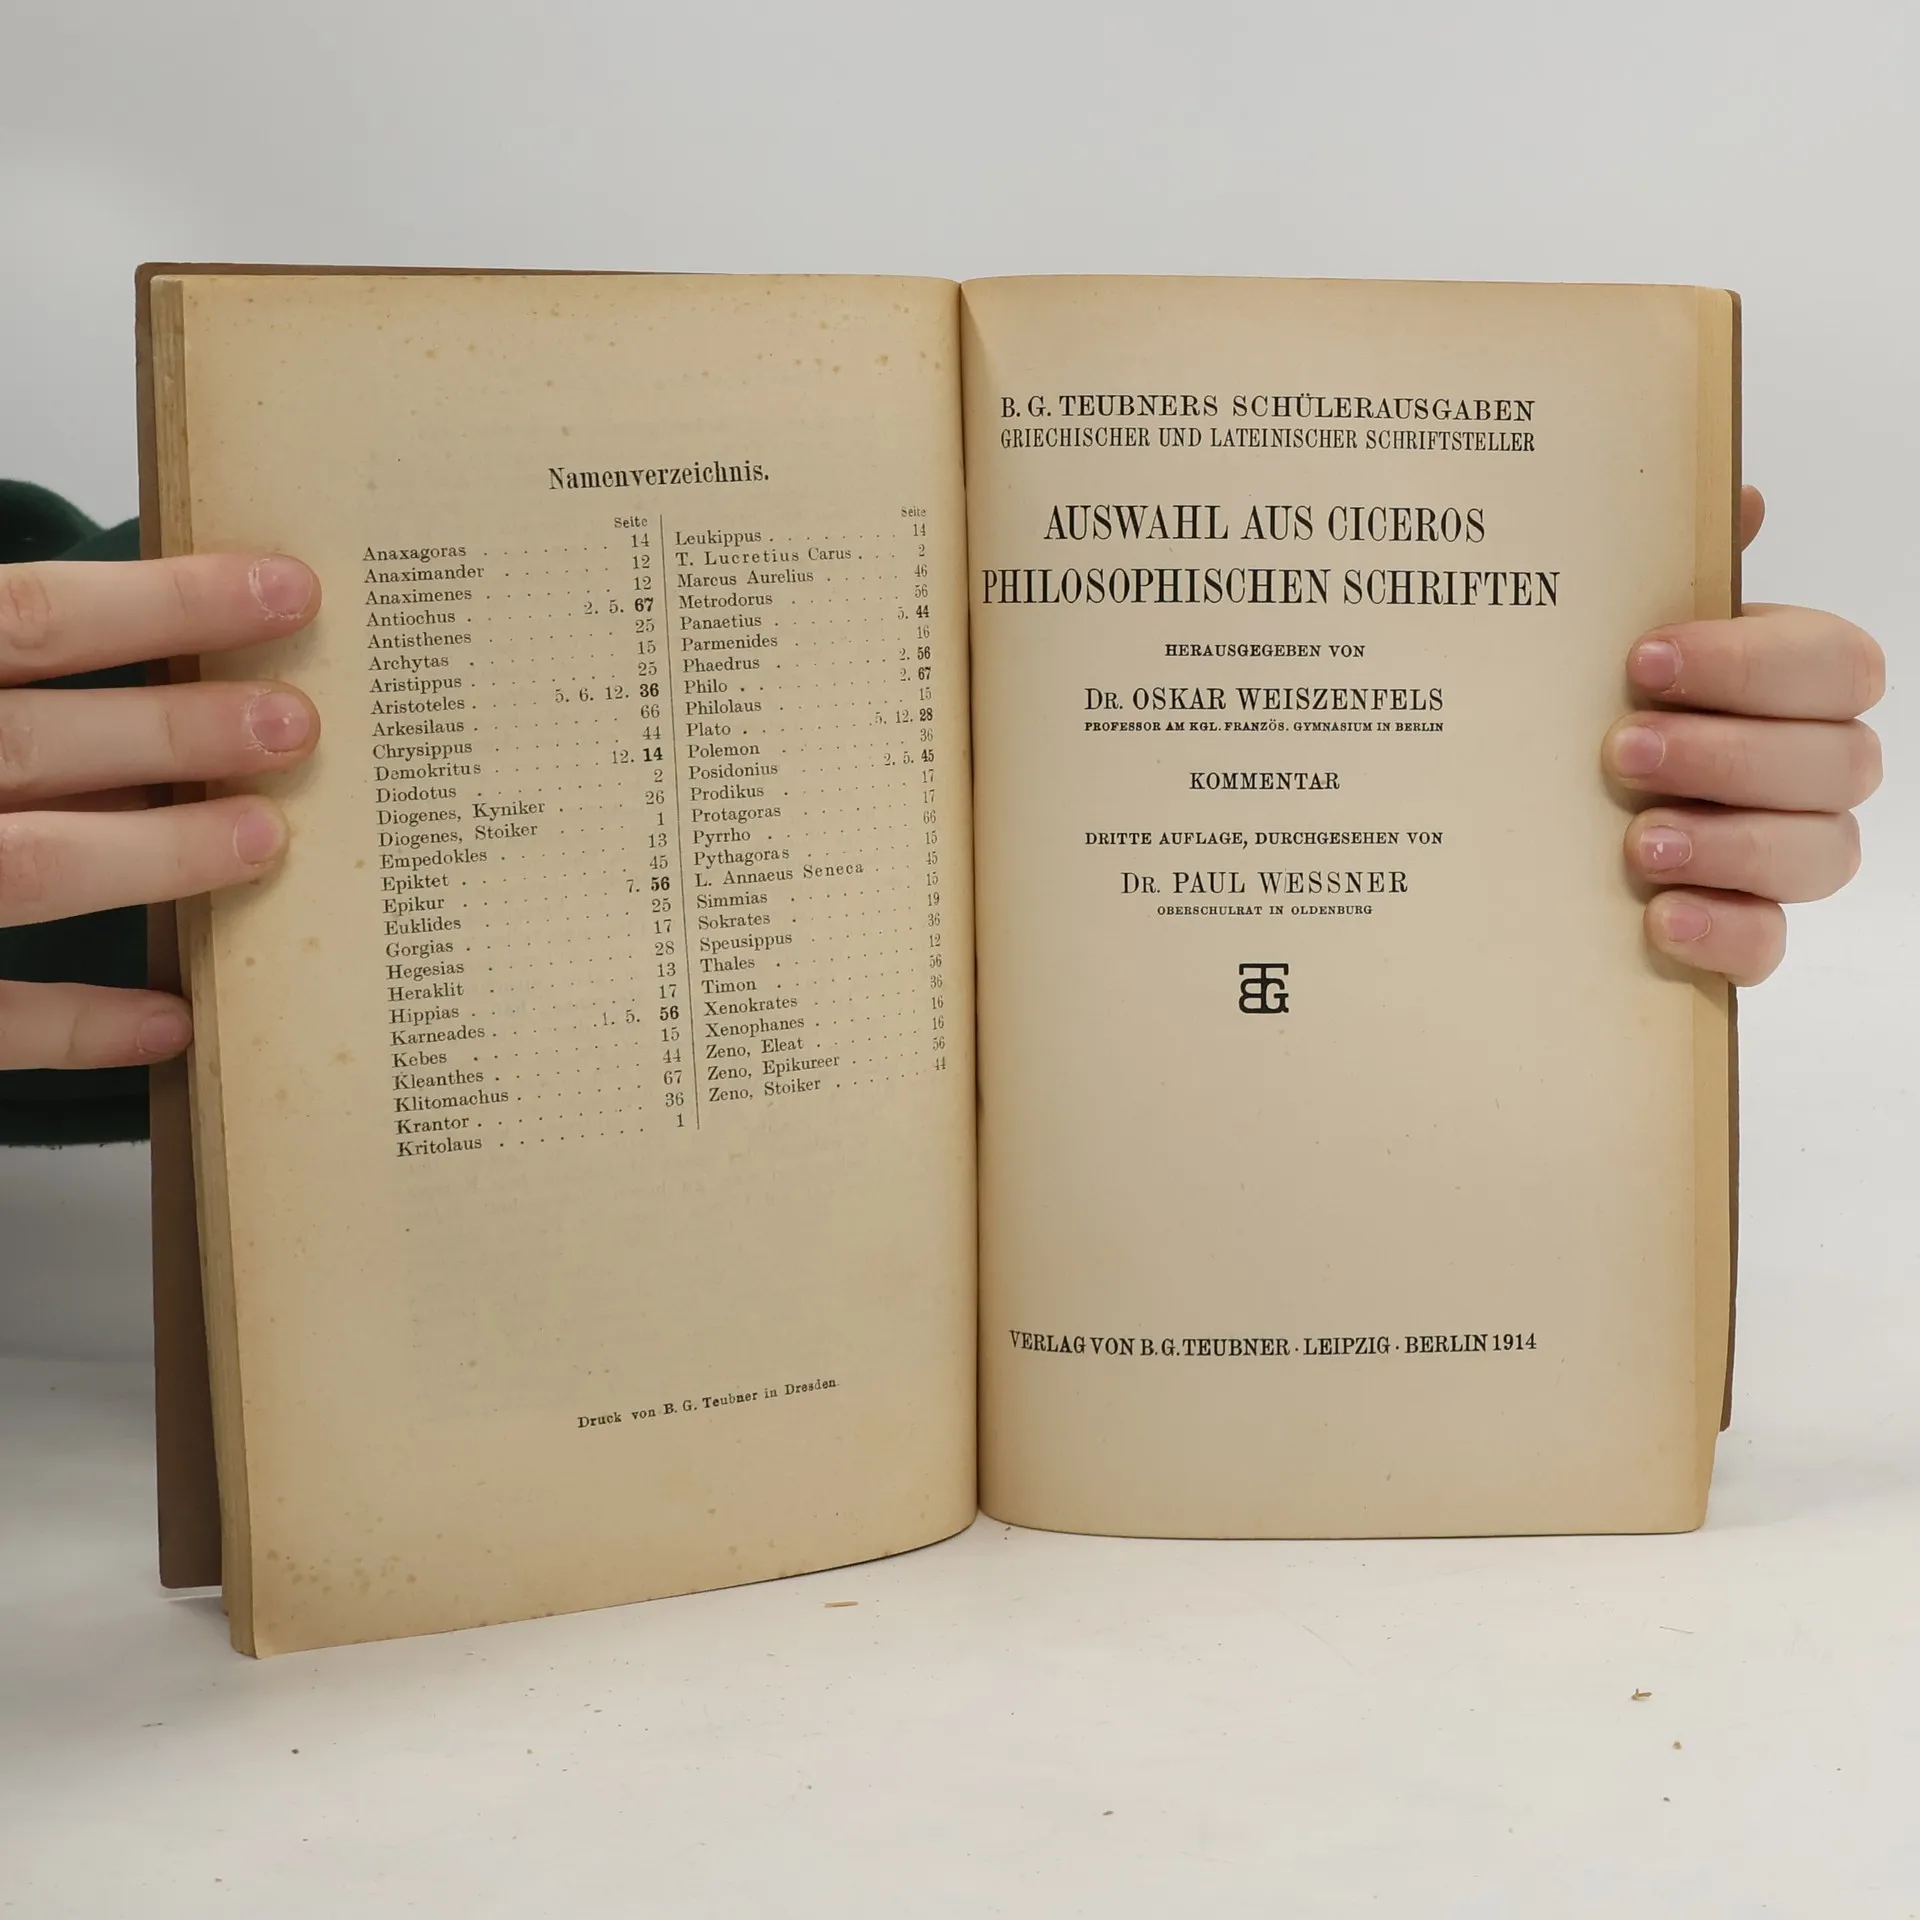 Namenverzeichnis.
Seite
Anaxagoras . . . . . . . 14
Anaximander . . . . . . 12
Anaximenes . . . . . . . 12
Antiochus . . . . . 2. 5. 67
Antisthenes . . . . . . . 25
Archytas . . . . . . . . 15
Aristippus . . . . . . . . 25
Aristoteles . . . . 5. 6. 12. 36
Arkesilaus . . . . . . . . 66
Chrysippus . . . . . . . 44
Demokritus . . . . . . 12. 14
Diodotus . . . . . . . . 2
Diogenes, Kyniker . . . . 26
Diogenes, Stoiker . . . . 1
Empedokles . . . . . . . 13
Epiktet . . . . . . . . . 45
Epikur . . . . . . . . 7. 56
Euklides . . . . . . . . 25
Gorgias . . . . . . . . . 17
Hegesias . . . . . . . . 28
Heraklit . . . . . . . . 13
Hippias . . . . . . . . . 17
Karneades . . . . . . 1. 5. 56
Kebes . . . . . . . . . 15
Kleanthes . . . . . . . . 44
Klitomachus . . . . . . . 67
Krantor . . . . . . . . . 36
Kritolaus . . . . . . . . 1
Seite
Leukippus . . . . . . . . 14
T. Lucretius Carus . . . 2
Marcus Aurelius . . . . . 46
Metrodorus . . . . . . . 56
Panaetius . . . . . . . 5. 44
Parmenides . . . . . . . 16
Phaedrus . . . . . . . 2. 56
Philo . . . . . . . . . 2. 67
Philolaus . . . . . . . . 15
Plato . . . . . . . 5. 12. 28
Polemon . . . . . . . . 36
Posidonius . . . . . 2. 5. 45
Prodikus . . . . . . . . 17
Protagoras . . . . . . . 17
Pyrrho . . . . . . . . . 66
Pythagoras . . . . . . . 15
L. Annaeus Seneca . . . 45
Simmias . . . . . . . . 15
Sokrates . . . . . . . . 19
Speusippus . . . . . . . 36
Thales . . . . . . . . . 12
Timon . . . . . . . . . 56
Xenokrates . . . . . . . 36
Xenophanes . . . . . . . 16
Zeno, Eleat . . . . . . . 16
Zeno, Epikureer . . . . . 56
Zeno, Stoiker . . . . . . 44
Druck von B. G. Teubner in Dresden.
B. G. TEUBNERS SCHÜLERAUSGABEN
GRIECHISCHER UND LATEINISCHER SCHRIFTSTELLER
AUSWAHL AUS CICEROS
PHILOSOPHISCHEN SCHRIFTEN
HERAUSGEGEBEN VON
DR. OSKAR WEISZENFELS
PROFESSOR AM KGL. FRANZÖS. GYMNASIUM IN BERLIN
KOMMENTAR
DRITTE AUFLAGE, DURCHGESEHEN VON
DR. PAUL WESSNER
OBERSCHULRAT IN OLDENBURG
BTG
VERLAG VON B. G. TEUBNER · LEIPZIG · BERLIN 1914